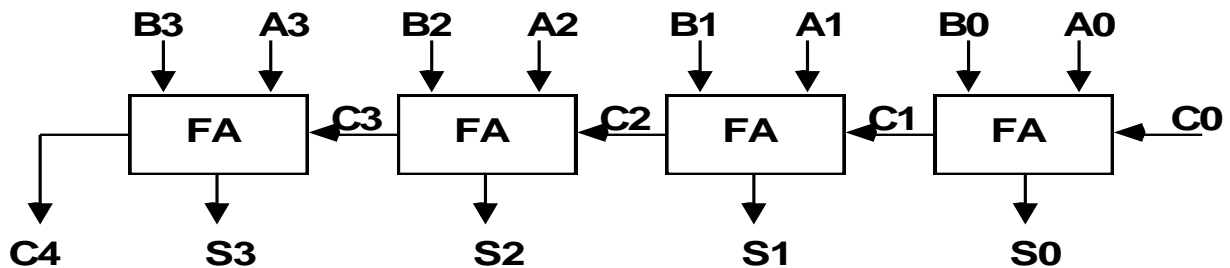 B3 A3 B2 A2 B1 A1 B0 A0
FA C3 FA C2 FA C1 FA C0
C4 S3 S2 S1 S0